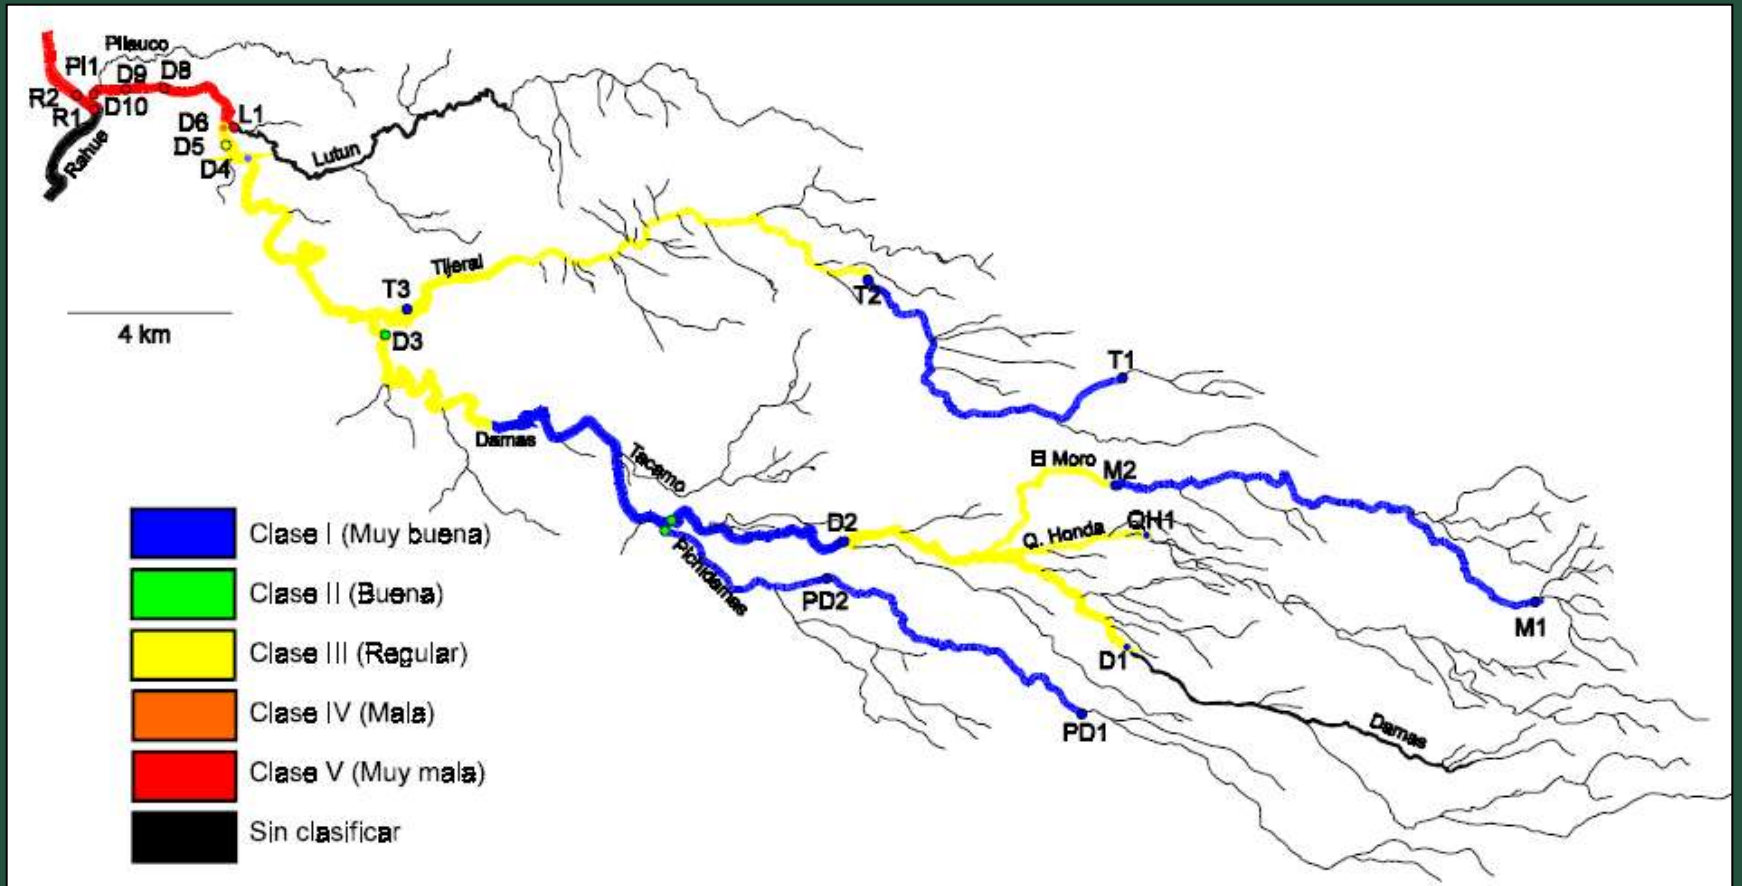 Pilauco
PI1
D9
D8
R2
D10
R1
L1
D6
D5
D4
Rahue
Lutun
Tijeral
T3
T2
4 km
D3
T1
Damas
Tacamo
El Moro
M2
D2
Q. Honda
QH1
Pichidamas
PD2
M1
D1
PD1
Damas
Clase I (Muy buena)
Clase II (Buena)
Clase III (Regular)
Clase IV (Mala)
Clase V (Muy mala)
Sin clasificar